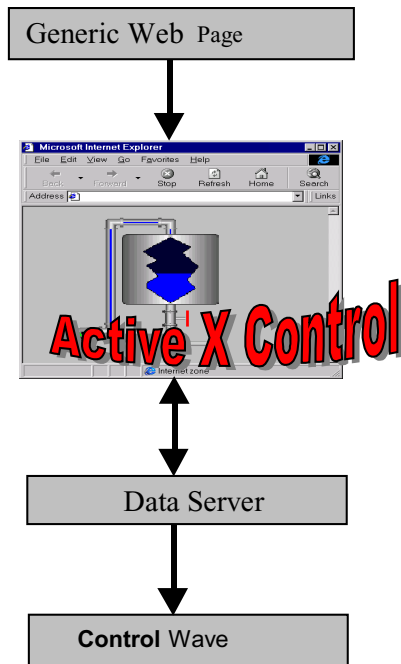 Generic Web Page
Microsoft Internet Explorer
File Edit View Go Favorites Help
Back Forward Stop Refresh Home Search
Address Links
Active X Control
Internet zone
Data Server
Control Wave